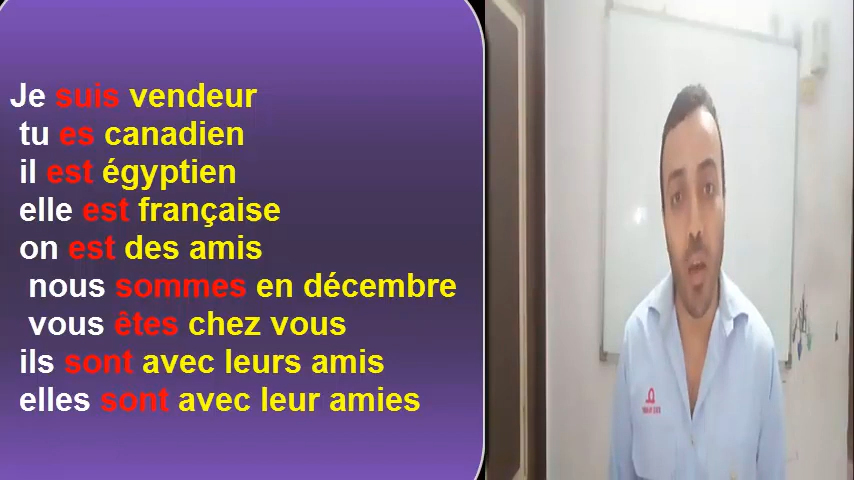 Je suis vendeur
tu es canadien
il est égyptien
elle est française
on est des amis
nous sommes en décembre
vous êtes chez vous
ils sont avec leurs amis
elles sont avec leur amies